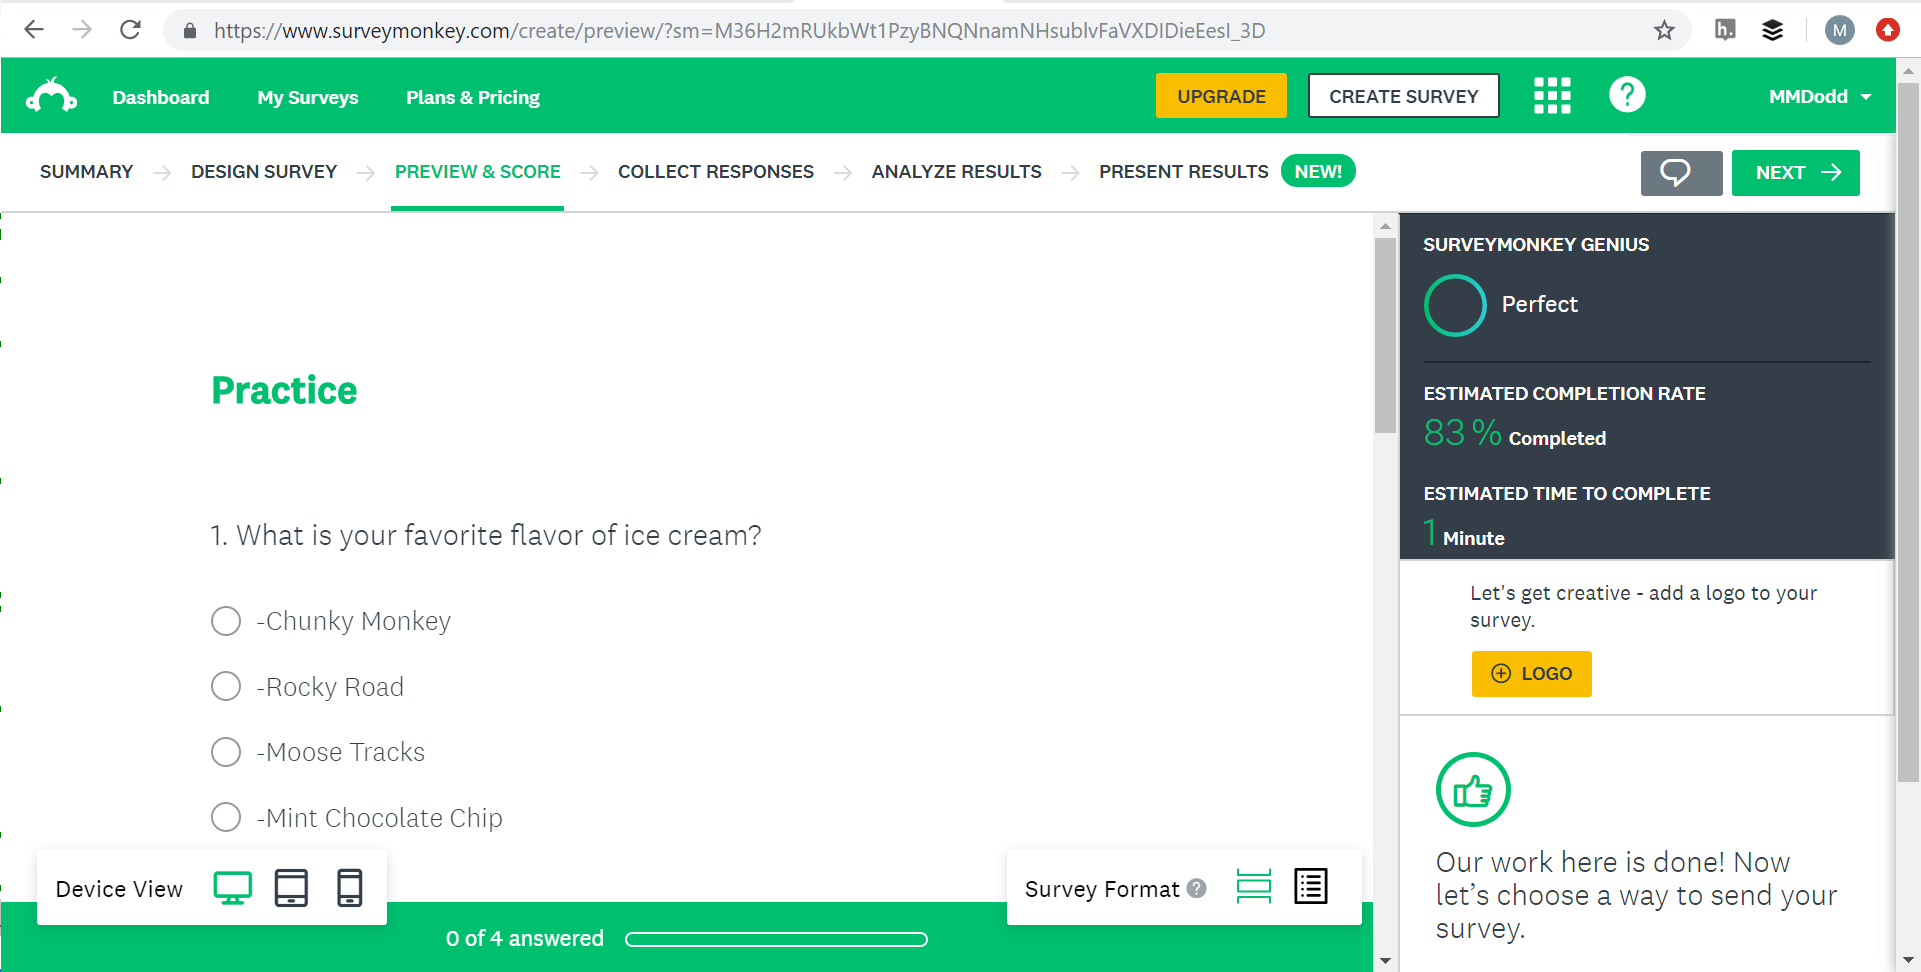 https://www.surveymonkey.com/create/preview/?sm=M36H2mRUkbWt1PzyBNQNnamNHsublvFaVXDIDieEesI_3D
h.
M
Dashboard
My Surveys
Plans & Pricing
UPGRADE
CREATE SURVEY
?
MMDodd
SUMMARY
DESIGN SURVEY
PREVIEW & SCORE
COLLECT RESPONSES
ANALYZE RESULTS
PRESENT RESULTS
NEW!
NEXT
Practice
1. What is your favorite flavor of ice cream?
-Chunky Monkey
-Rocky Road
-Moose Tracks
-Mint Chocolate Chip
Device View
Survey Format ?
0 of 4 answered
SURVEYMONKEY GENIUS
Perfect
ESTIMATED COMPLETION RATE
83 % Completed
ESTIMATED TIME TO COMPLETE
1 Minute
Let's get creative - add a logo to your
survey.
LOGO
Our work here is done! Now
let’s choose a way to send your
survey.